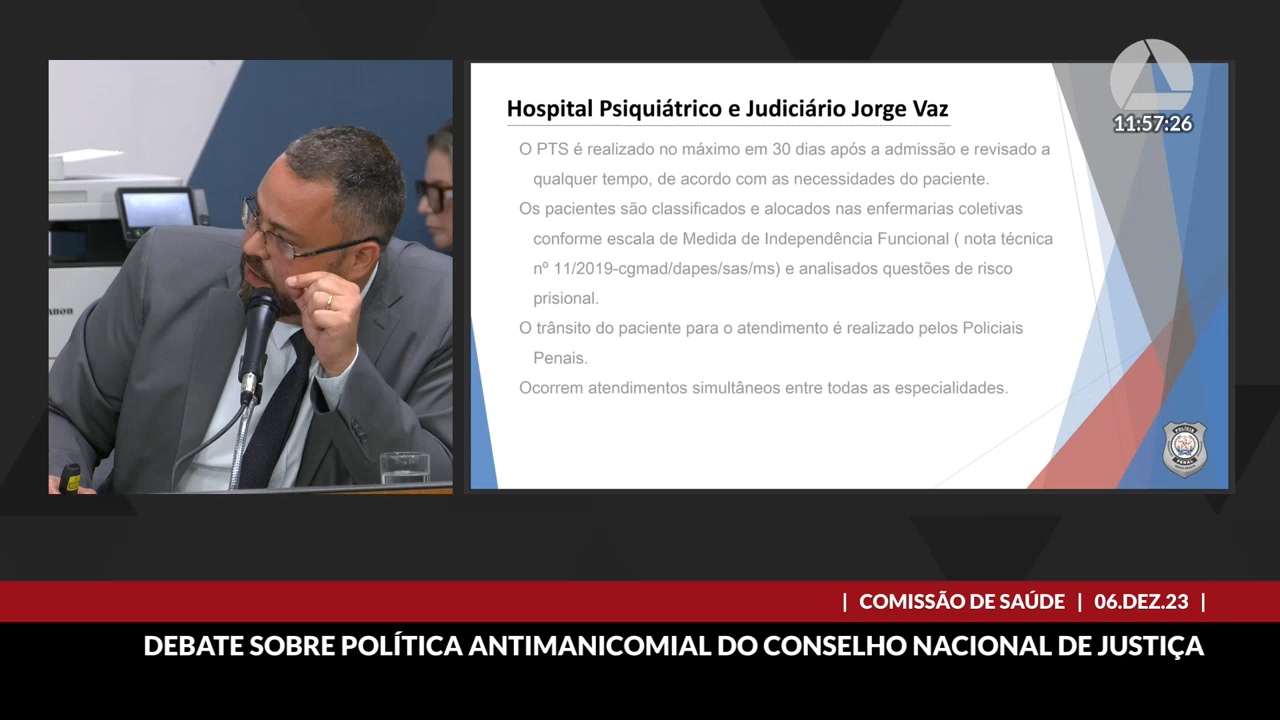 11:57:26
Hospital Psiquiátrico e Judiciário Jorge Vaz
O PTS é realizado no máximo em 30 dias após a admissão e revisado a
qualquer tempo, de acordo com as necessidades do paciente.
Os pacientes são classificados e alocados nas enfermarias coletivas
conforme escala de Medida de Independência Funcional ( nota técnica
nº 11/2019-cgmad/dapes/sas/ms) e analisados questões de risco
prisional.
O trânsito do paciente para o atendimento é realizado pelos Policiais
Penais.
Ocorrem atendimentos simultâneos entre todas as especialidades.
POLÍCIA
PENAL
| COMISSÃO DE SAÚDE | 06.DEZ.23 |
DEBATE SOBRE POLÍTICA ANTIMANICOMIAL DO CONSELHO NACIONAL DE JUSTIÇA